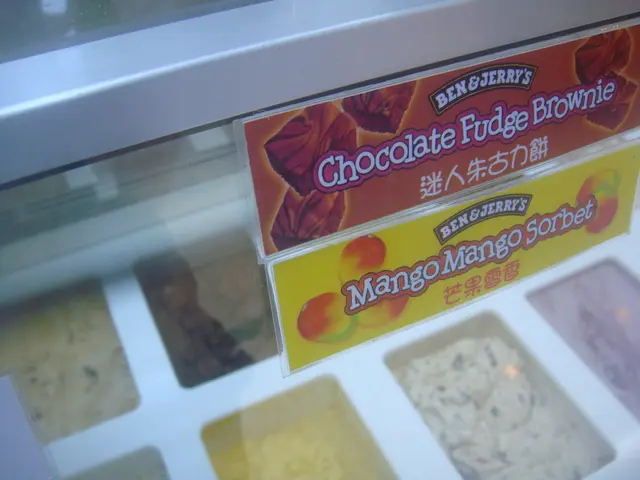 BEN & JERRY'S
Chocolate Fudge Brownie
迷人朱古力餅
BEN & JERRY'S
Mango Mango Sorbet
芒果雪葩